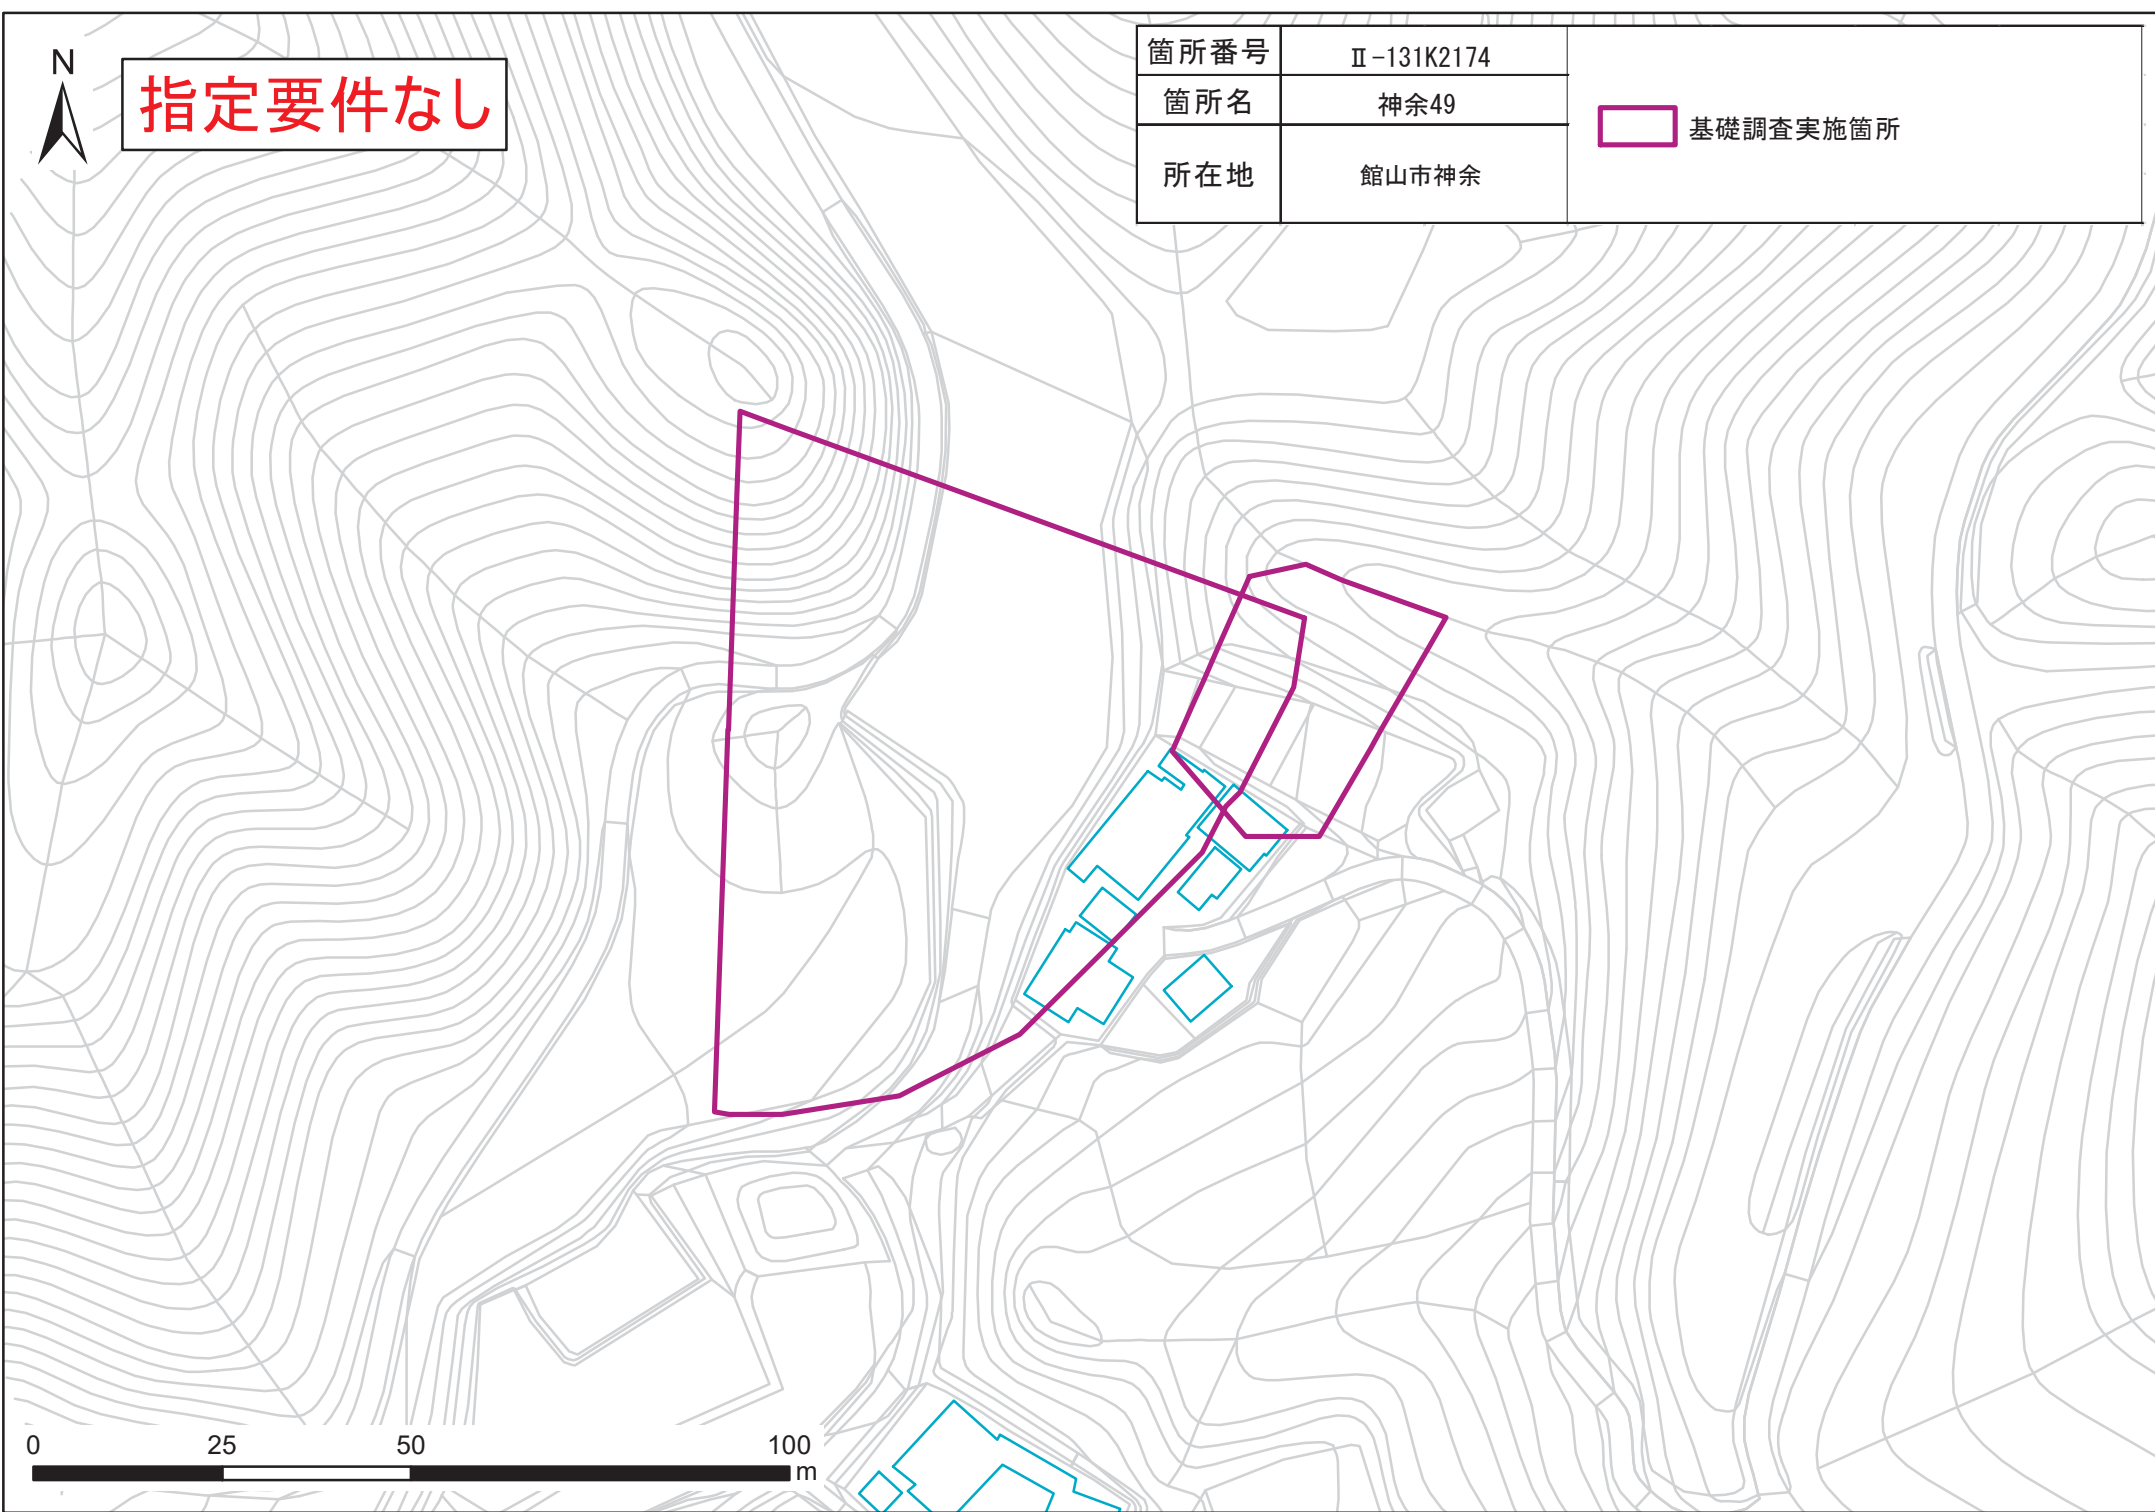 N
指定要件なし
箇所番号 Ⅱ-131K2174
箇所名 神余49
所在地 館山市神余
基礎調査実施箇所
0 25 50 100
m